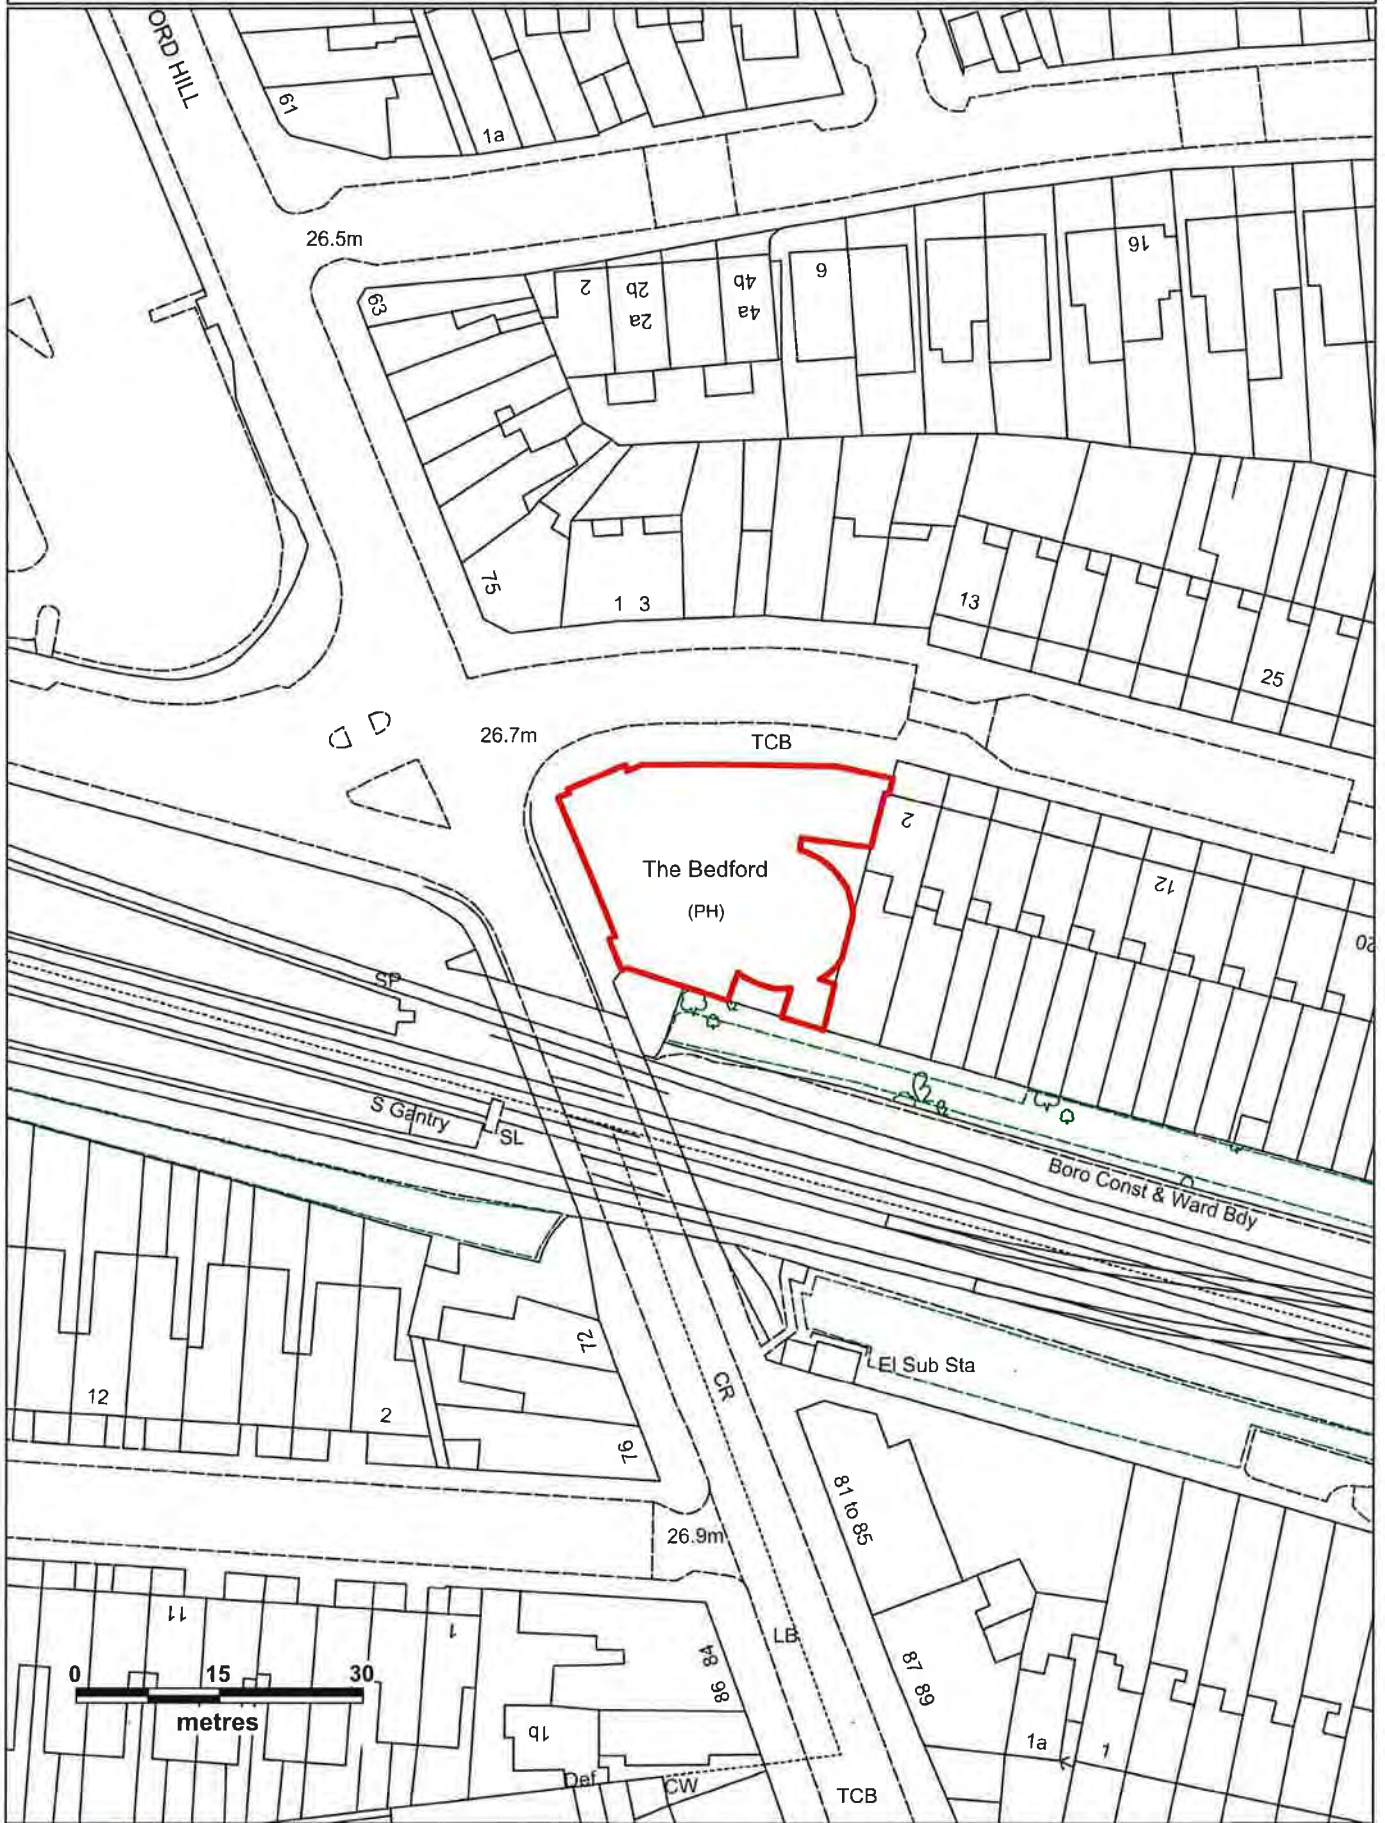 ORD HILL
61
1a
26.5m
63
2
2b
2a
4b
4a
6
16
75
1 3
13
25
26.7m
TCB
The Bedford
(PH)
2
12
20
SP
S Gantry
SL
Boro Const & Ward Bdy
72
CR
El Sub Sta
12
2
76
81 to 85
26.9m
11
1
LB
84
86
87 89
0 15 30
metres
1b
1a
1
Def
CW
TCB